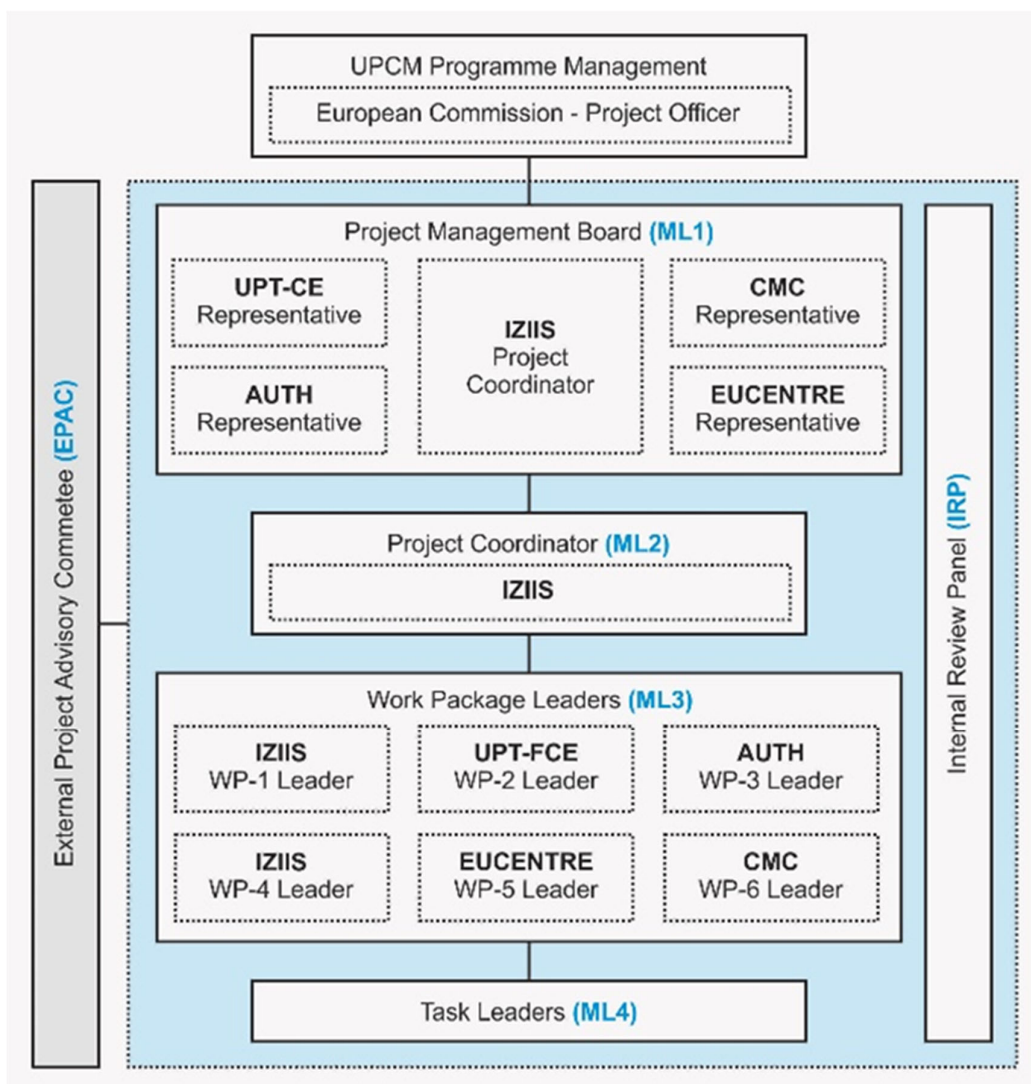 UPCM Programme Management
European Commission - Project Officer
External Project Advisory Commetee (EPAC)
Project Management Board (ML1)
UPT-CE
Representative
IZIIS
Project
Coordinator
CMC
Representative
AUTH
Representative
EUCENTRE
Representative
Project Coordinator (ML2)
IZIIS
Work Package Leaders (ML3)
IZIIS
WP-1 Leader
UPT-FCE
WP-2 Leader
AUTH
WP-3 Leader
IZIIS
WP-4 Leader
EUCENTRE
WP-5 Leader
CMC
WP-6 Leader
Task Leaders (ML4)
Internal Review Panel (IRP)